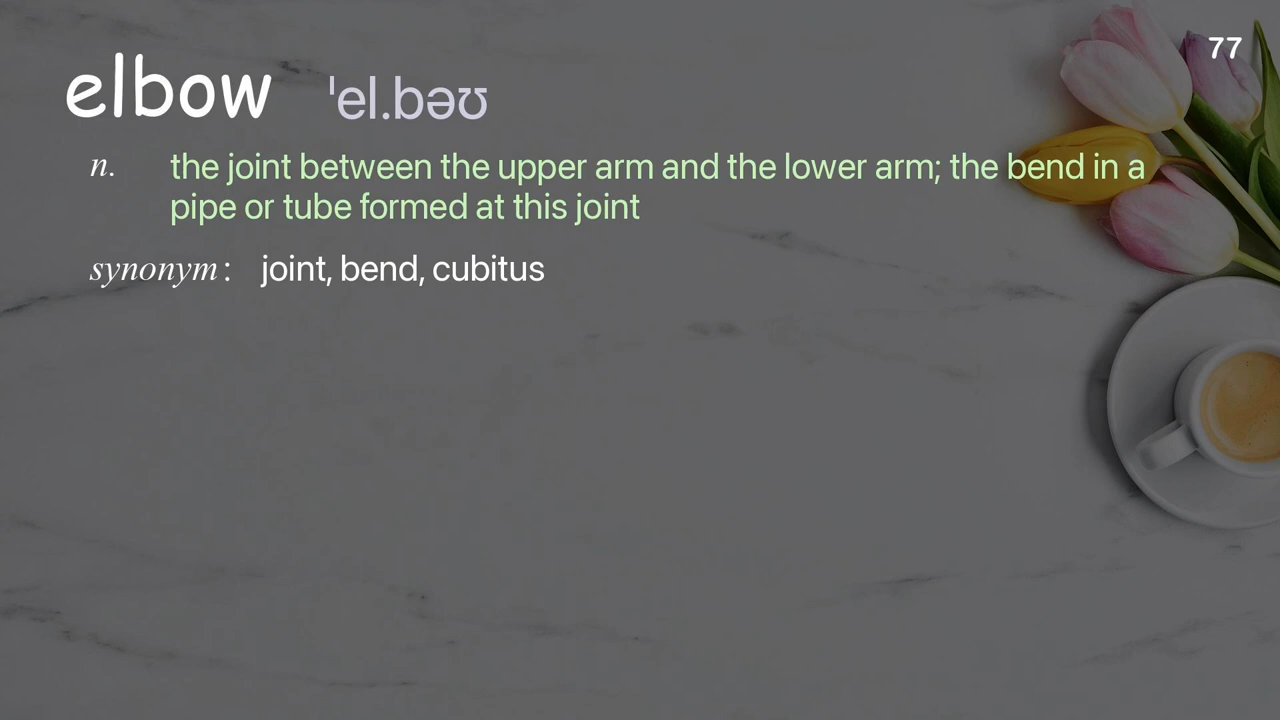 77
elbow ˈel.bəʊ
n. the joint between the upper arm and the lower arm; the bend in a
pipe or tube formed at this joint
synonym: joint, bend, cubitus